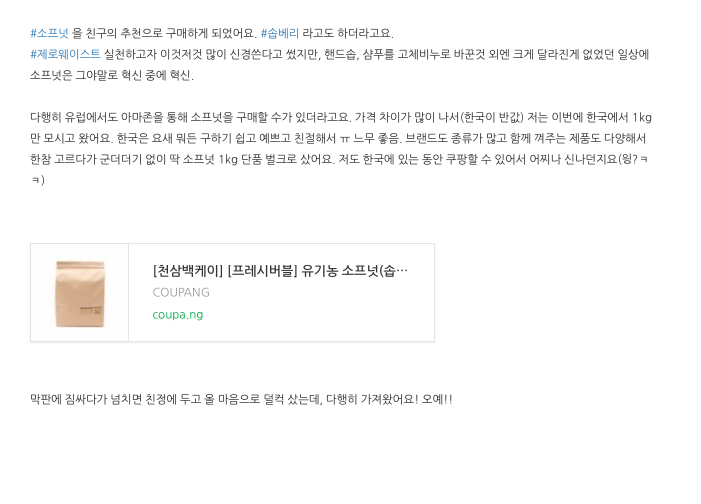 #소프넛 을 친구의 추천으로 구매하게 되었어요. #솝베리 라고도 하더라고요.
#제로웨이스트 실천하고자 이것저것 많이 신경쓴다고 썼지만, 핸드솝, 샴푸를 고체비누로 바꾼것 외엔 크게 달라진게 없었던 일상에
소프넛은 그야말로 혁신 중에 혁신.
다행히 유럽에서도 아마존을 통해 소프넛을 구매할 수가 있더라고요. 가격 차이가 많이 나서(한국이 반값) 저는 이번에 한국에서 1kg
만 모시고 왔어요. 한국은 요새 뭐든 구하기 쉽고 예쁘고 친절해서 ㅠ 느무 좋음. 브랜드도 종류가 많고 함께 껴주는 제품도 다양해서
한참 고르다가 군더더기 없이 딱 소프넛 1kg 단품 벌크로 샀어요. 저도 한국에 있는 동안 쿠팡할 수 있어서 어찌나 신나던지요(읭?ㅋ
ㅋ)
[천삼백케이] [프레시버블] 유기농 소프넛(솝…
COUPANG
coupa.ng
막판에 짐싸다가 넘치면 친정에 두고 올 마음으로 덜컥 샀는데, 다행히 가져왔어요! 오예!!